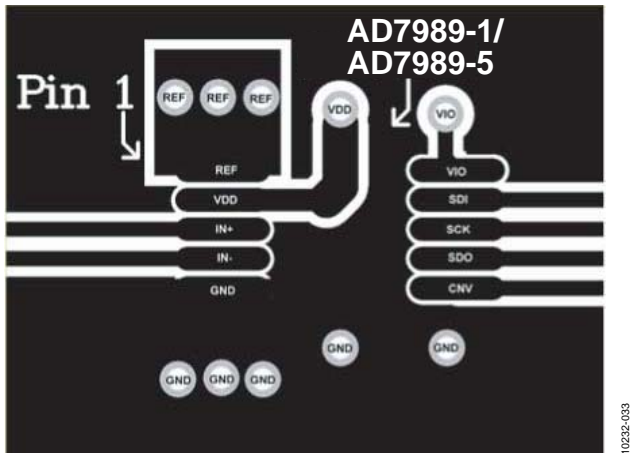 AD7989-1/
AD7989-5
Pin 1
REF REF REF
VDD
VIO
REF
VDD
IN+
IN-
GND
VIO
SDI
SCK
SDO
CNV
GND GND GND
GND
GND
10232-033